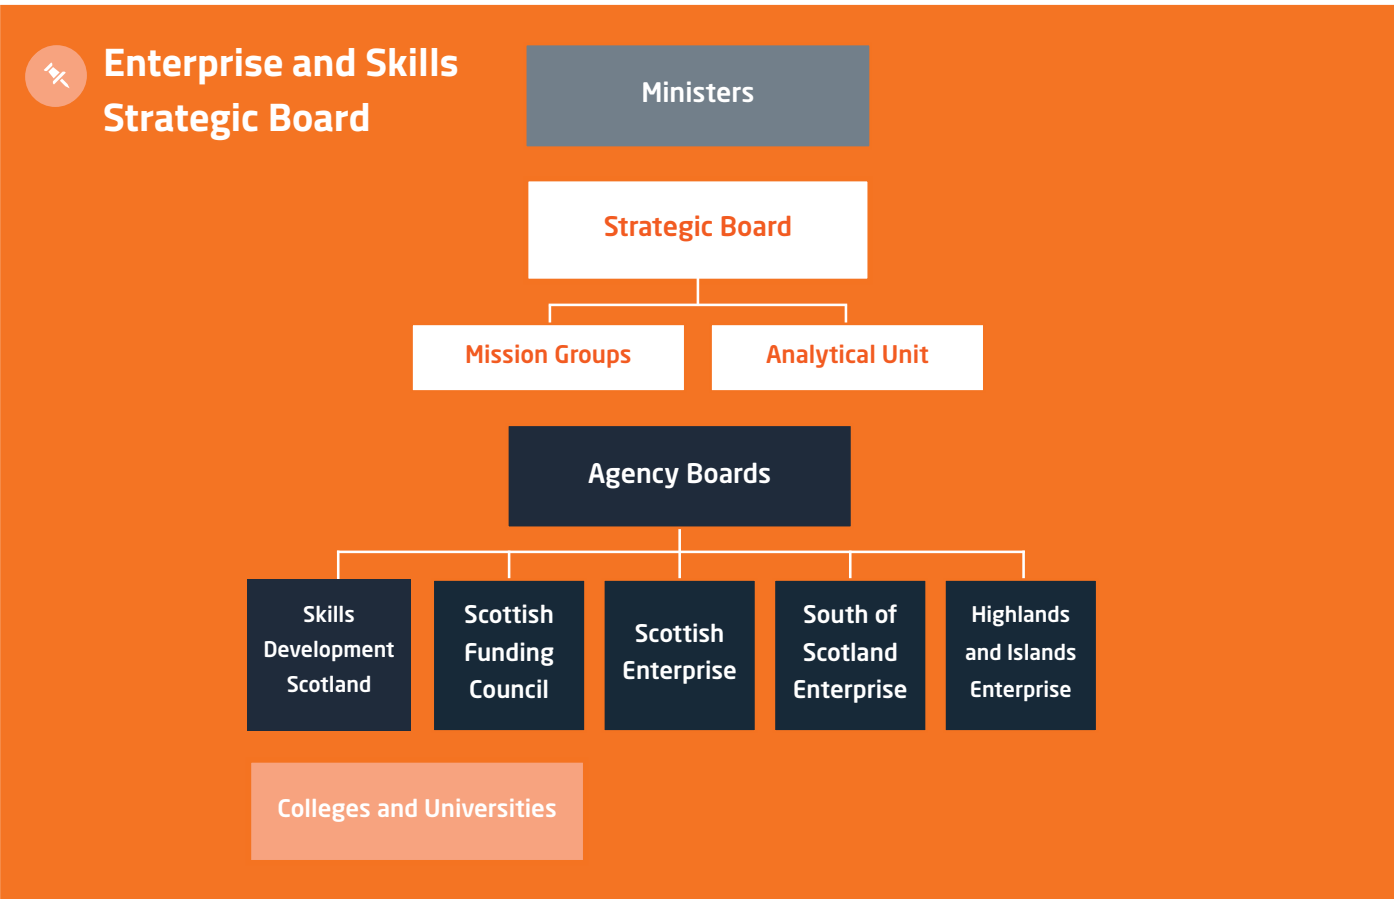 Enterprise and Skills
Strategic Board
Ministers
Strategic Board
Mission Groups
Analytical Unit
Agency Boards
Skills
Development
Scotland
Scottish
Funding
Council
Scottish
Enterprise
South of
Scotland
Enterprise
Highlands
and Islands
Enterprise
Colleges and Universities